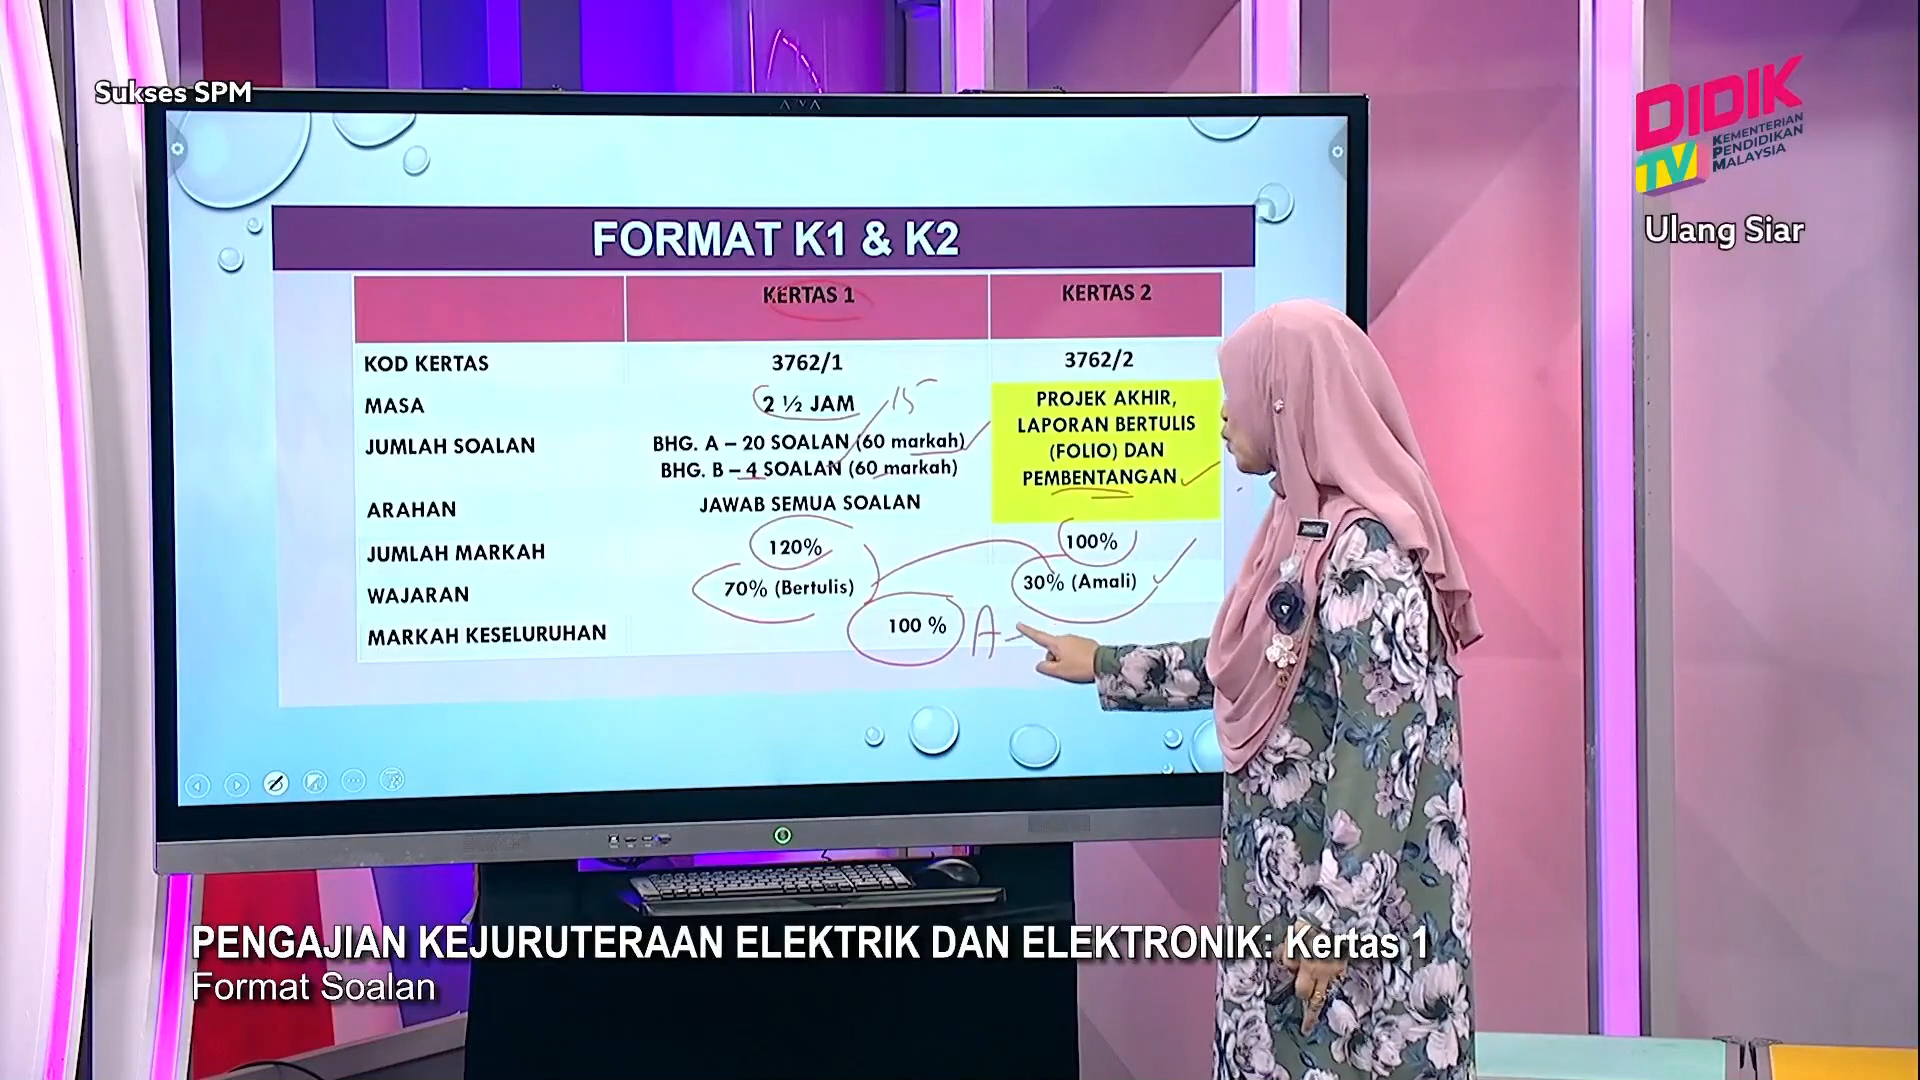 Sukses SPM
DIDIK
TV
KEMENTERIAN
PENDIDIKAN
MALAYSIA
Ulang Siar
FORMAT K1 & K2
KERTAS 1
KERTAS 2
KOD KERTAS
3762/1
3762/2
MASA
2 ½ JAM
15
PROJEK AKHIR,
LAPORAN BERTULIS
(FOLIO) DAN
PEMBENTANGAN
JUMLAH SOALAN
BHG. A – 20 SOALAN (60 markah)
BHG. B – 4 SOALAN (60 markah)
ARAHAN
JAWAB SEMUA SOALAN
JUMLAH MARKAH
120%
100%
WAJARAN
70% (Bertulis)
30% (Amali)
MARKAH KESELURUHAN
100 %
A -
PENGAJIAN KEJURUTERAAN ELEKTRIK DAN ELEKTRONIK: Kertas 1
Format Soalan